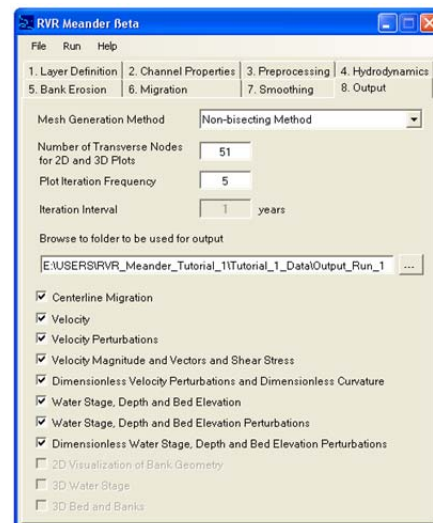 RVR Meander Beta
File Run Help
1. Layer Definition 2. Channel Properties 3. Preprocessing 4. Hydrodynamics
5. Bank Erosion 6. Migration 7. Smoothing 8. Output
Mesh Generation Method Non-bisecting Method
Number of Transverse Nodes
for 2D and 3D Plots 51
Plot Iteration Frequency 5
Iteration Interval 1 years
Browse to folder to be used for output
E:\USERS\RVR_Meander_Tutorial_1\Tutorial_1_Data\Output_Run_1 ...
Centerline Migration
Velocity
Velocity Perturbations
Velocity Magnitude and Vectors and Shear Stress
Dimensionless Velocity Perturbations and Dimensionless Curvature
Water Stage, Depth and Bed Elevation
Water Stage, Depth and Bed Elevation Perturbations
Dimensionless Water Stage, Depth and Bed Elevation Perturbations
2D Visualization of Bank Geometry
3D Water Stage
3D Bed and Banks